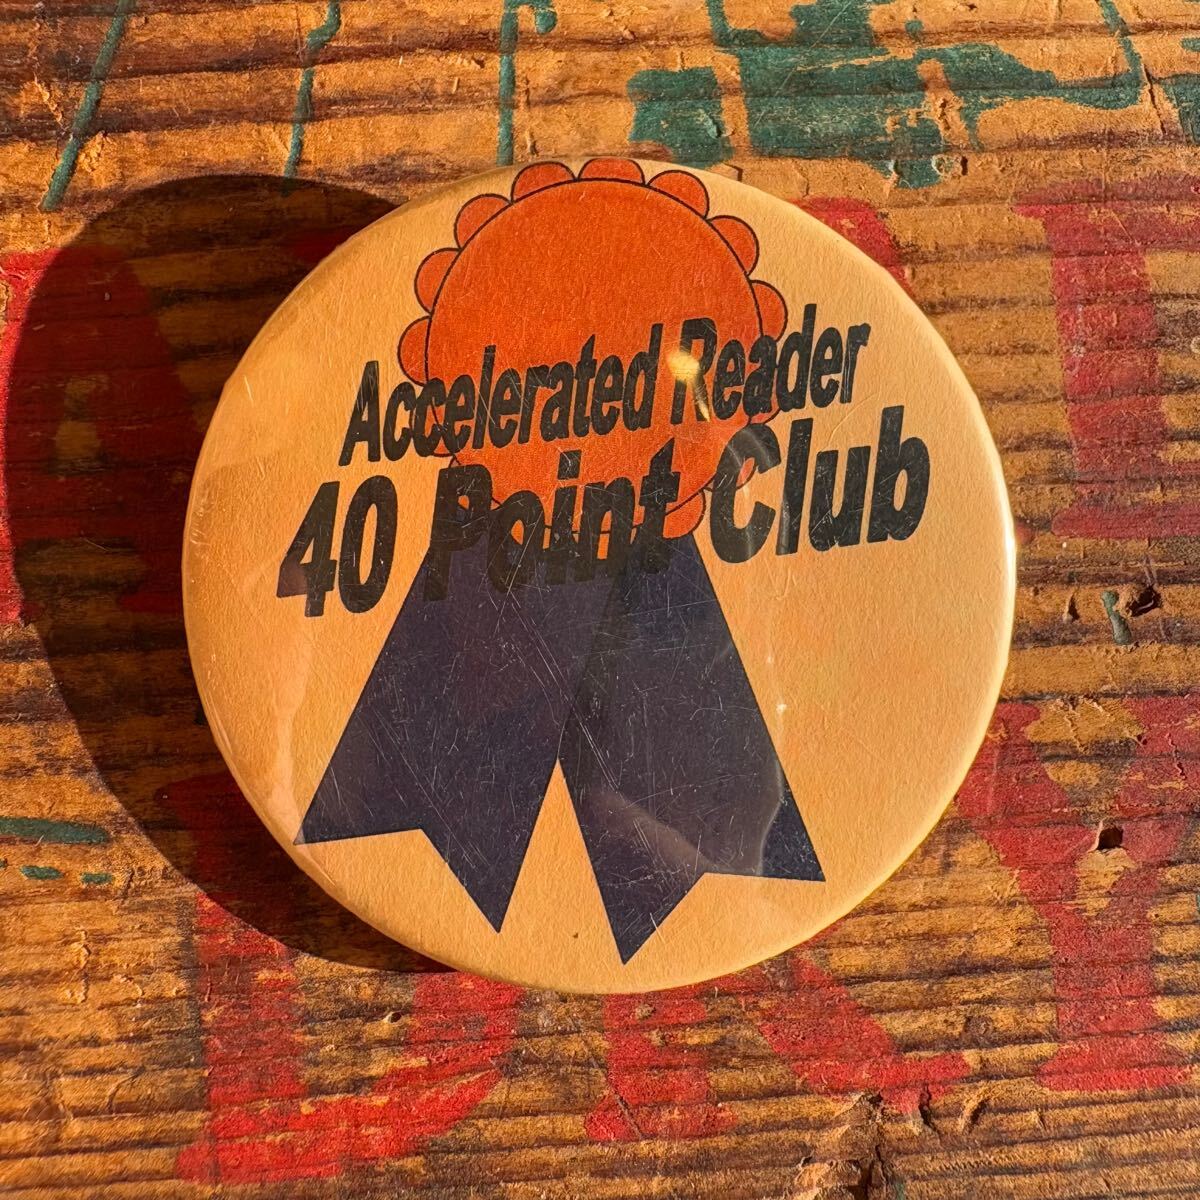 Accelerated Reader
40 Point Club